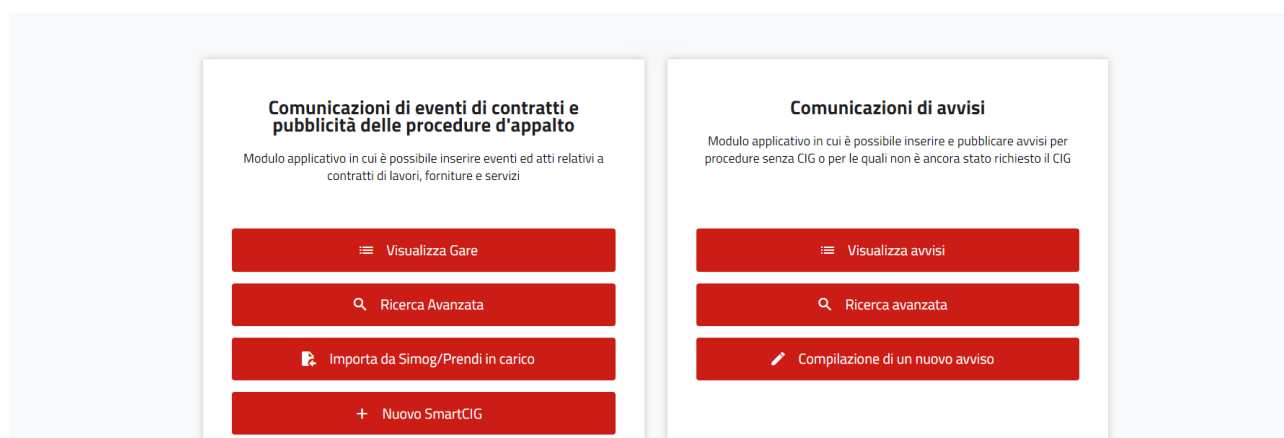 Comunicazioni di eventi di contratti e
pubblicità delle procedure d'appalto
Modulo applicativo in cui è possibile inserire eventi ed atti relativi a
contratti di lavori, forniture e servizi
Visualizza Gare
Ricerca Avanzata
Importa da Simog/Prendi in carico
Nuovo SmartCIG
Comunicazioni di avvisi
Modulo applicativo in cui è possibile inserire e pubblicare avvisi per
procedure senza CIG o per le quali non è ancora stato richiesto il CIG
Visualizza avvisi
Ricerca avanzata
Compilazione di un nuovo avviso